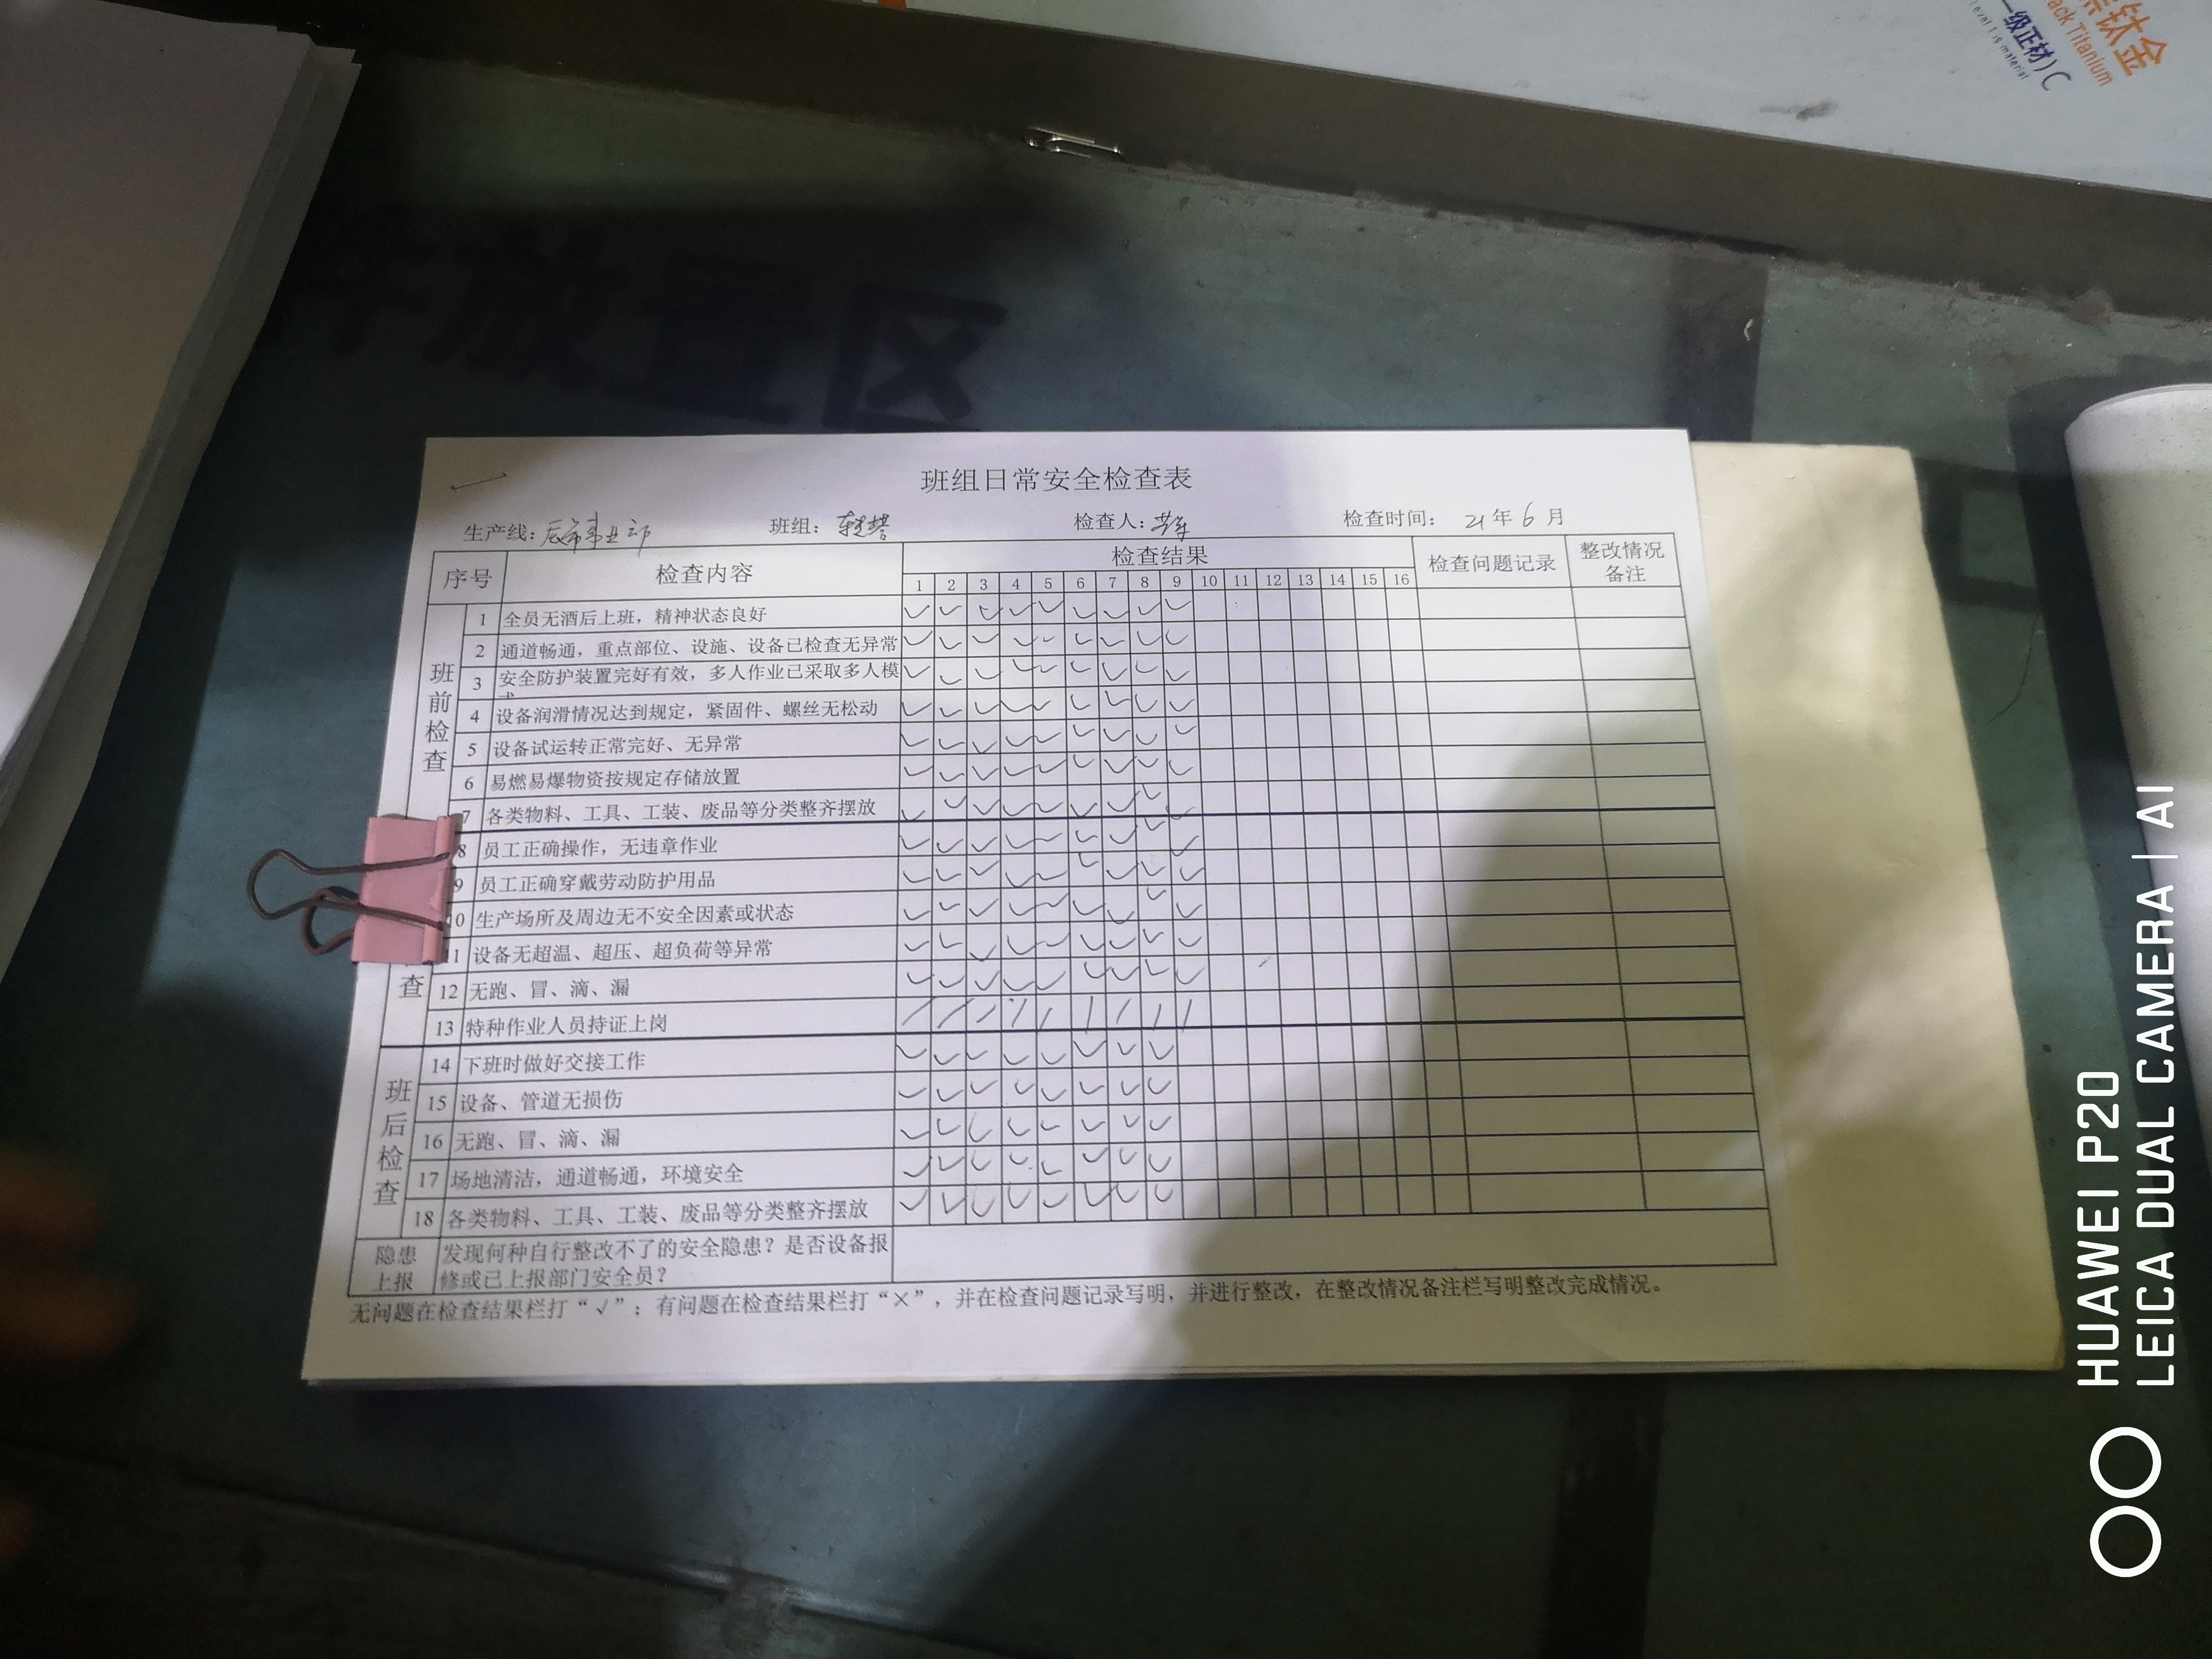 黑钛金
Black Titanium
一级正材) C
Level 1 is material
件放置区
班组日常安全检查表
生产线: 事业部 班组: 检查人: 检查时间: 21年6月
序号 检查内容 检查结果 检查问题记录 整改情况备注
1 2 3 4 5 6 7 8 9 10 11 12 13 14 15 16
班前检查
1 全员无酒后上班，精神状态良好 ✓ ✓ ✓ ✓ ✓ ✓ ✓ ✓ ✓
2 通道畅通，重点部位、设施、设备已检查无异常 ✓ ✓ ✓ ✓ ✓ ✓ ✓ ✓ ✓
3 安全防护装置完好有效，多人作业已采取多人模 ✓ ✓ ✓ ✓ ✓ ✓ ✓ ✓ ✓
4 设备润滑情况达到规定，紧固件、螺丝无松动 ✓ ✓ ✓ ✓ ✓ ✓ ✓ ✓ ✓
5 设备试运转正常完好、无异常 ✓ ✓ ✓ ✓ ✓ ✓ ✓ ✓ ✓
6 易燃易爆物资按规定存储放置 ✓ ✓ ✓ ✓ ✓ ✓ ✓ ✓ ✓
7 各类物料、工具、工装、废品等分类整齐摆放 ✓ ✓ ✓ ✓ ✓ ✓ ✓ ✓ ✓
查
8 员工正确操作，无违章作业 ✓ ✓ ✓ ✓ ✓ ✓ ✓ ✓ ✓
9 员工正确穿戴劳动防护用品 ✓ ✓ ✓ ✓ ✓ ✓ ✓ ✓ ✓
10 生产场所及周边无不安全因素或状态 ✓ ✓ ✓ ✓ ✓ ✓ ✓ ✓ ✓
11 设备无超温、超压、超负荷等异常 ✓ ✓ ✓ ✓ ✓ ✓ ✓ ✓ ✓
12 无跑、冒、滴、漏 ✓ ✓ ✓ ✓ ✓ ✓ ✓ ✓ ✓
13 特种作业人员持证上岗 / / / / / / / / /
班后检查
14 下班时做好交接工作 ✓ ✓ ✓ ✓ ✓ ✓ ✓ ✓
15 设备、管道无损伤 ✓ ✓ ✓ ✓ ✓ ✓ ✓ ✓
16 无跑、冒、滴、漏 ✓ ✓ ✓ ✓ ✓ ✓ ✓ ✓
17 场地清洁，通道畅通，环境安全 ✓ ✓ ✓ ✓ ✓ ✓ ✓ ✓
18 各类物料、工具、工装、废品等分类整齐摆放 ✓ ✓ ✓ ✓ ✓ ✓ ✓ ✓
隐患上报 发现何种自行整改不了的安全隐患？是否设备报
修或已上报部门安全员？
无问题在检查结果栏打“√”；有问题在检查结果栏打“×”，并在检查问题记录写明，并进行整改，在整改情况备注栏写明整改完成情况。
HUAWEI P20
LEICA DUAL CAMERA | AI